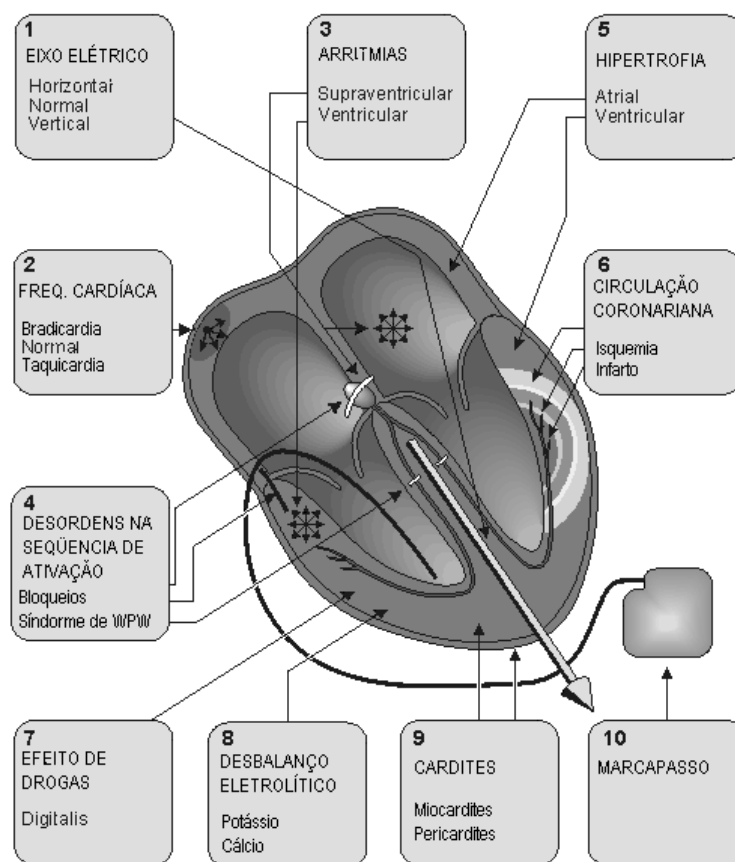 1
EIXO ELÉTRICO
Horizontal
Normal
Vertical
3
ARRITMIAS
Supraventricular
Ventricular
5
HIPERTROFIA
Atrial
Ventricular
2
FREQ. CARDÍACA
Bradicardia
Normal
Taquicardia
6
CIRCULAÇÃO
CORONARIANA
Isquemia
Infarto
4
DESORDENS NA
SEQÜENCIA DE
ATIVAÇÃO
Bloqueios
Síndorme de WPW
7
EFEITO DE
DROGAS
Digitalis
8
DESBALANÇO
ELETROLÍTICO
Potássio
Cálcio
9
CARDITES
Miocardites
Pericardites
10
MARCAPASSO